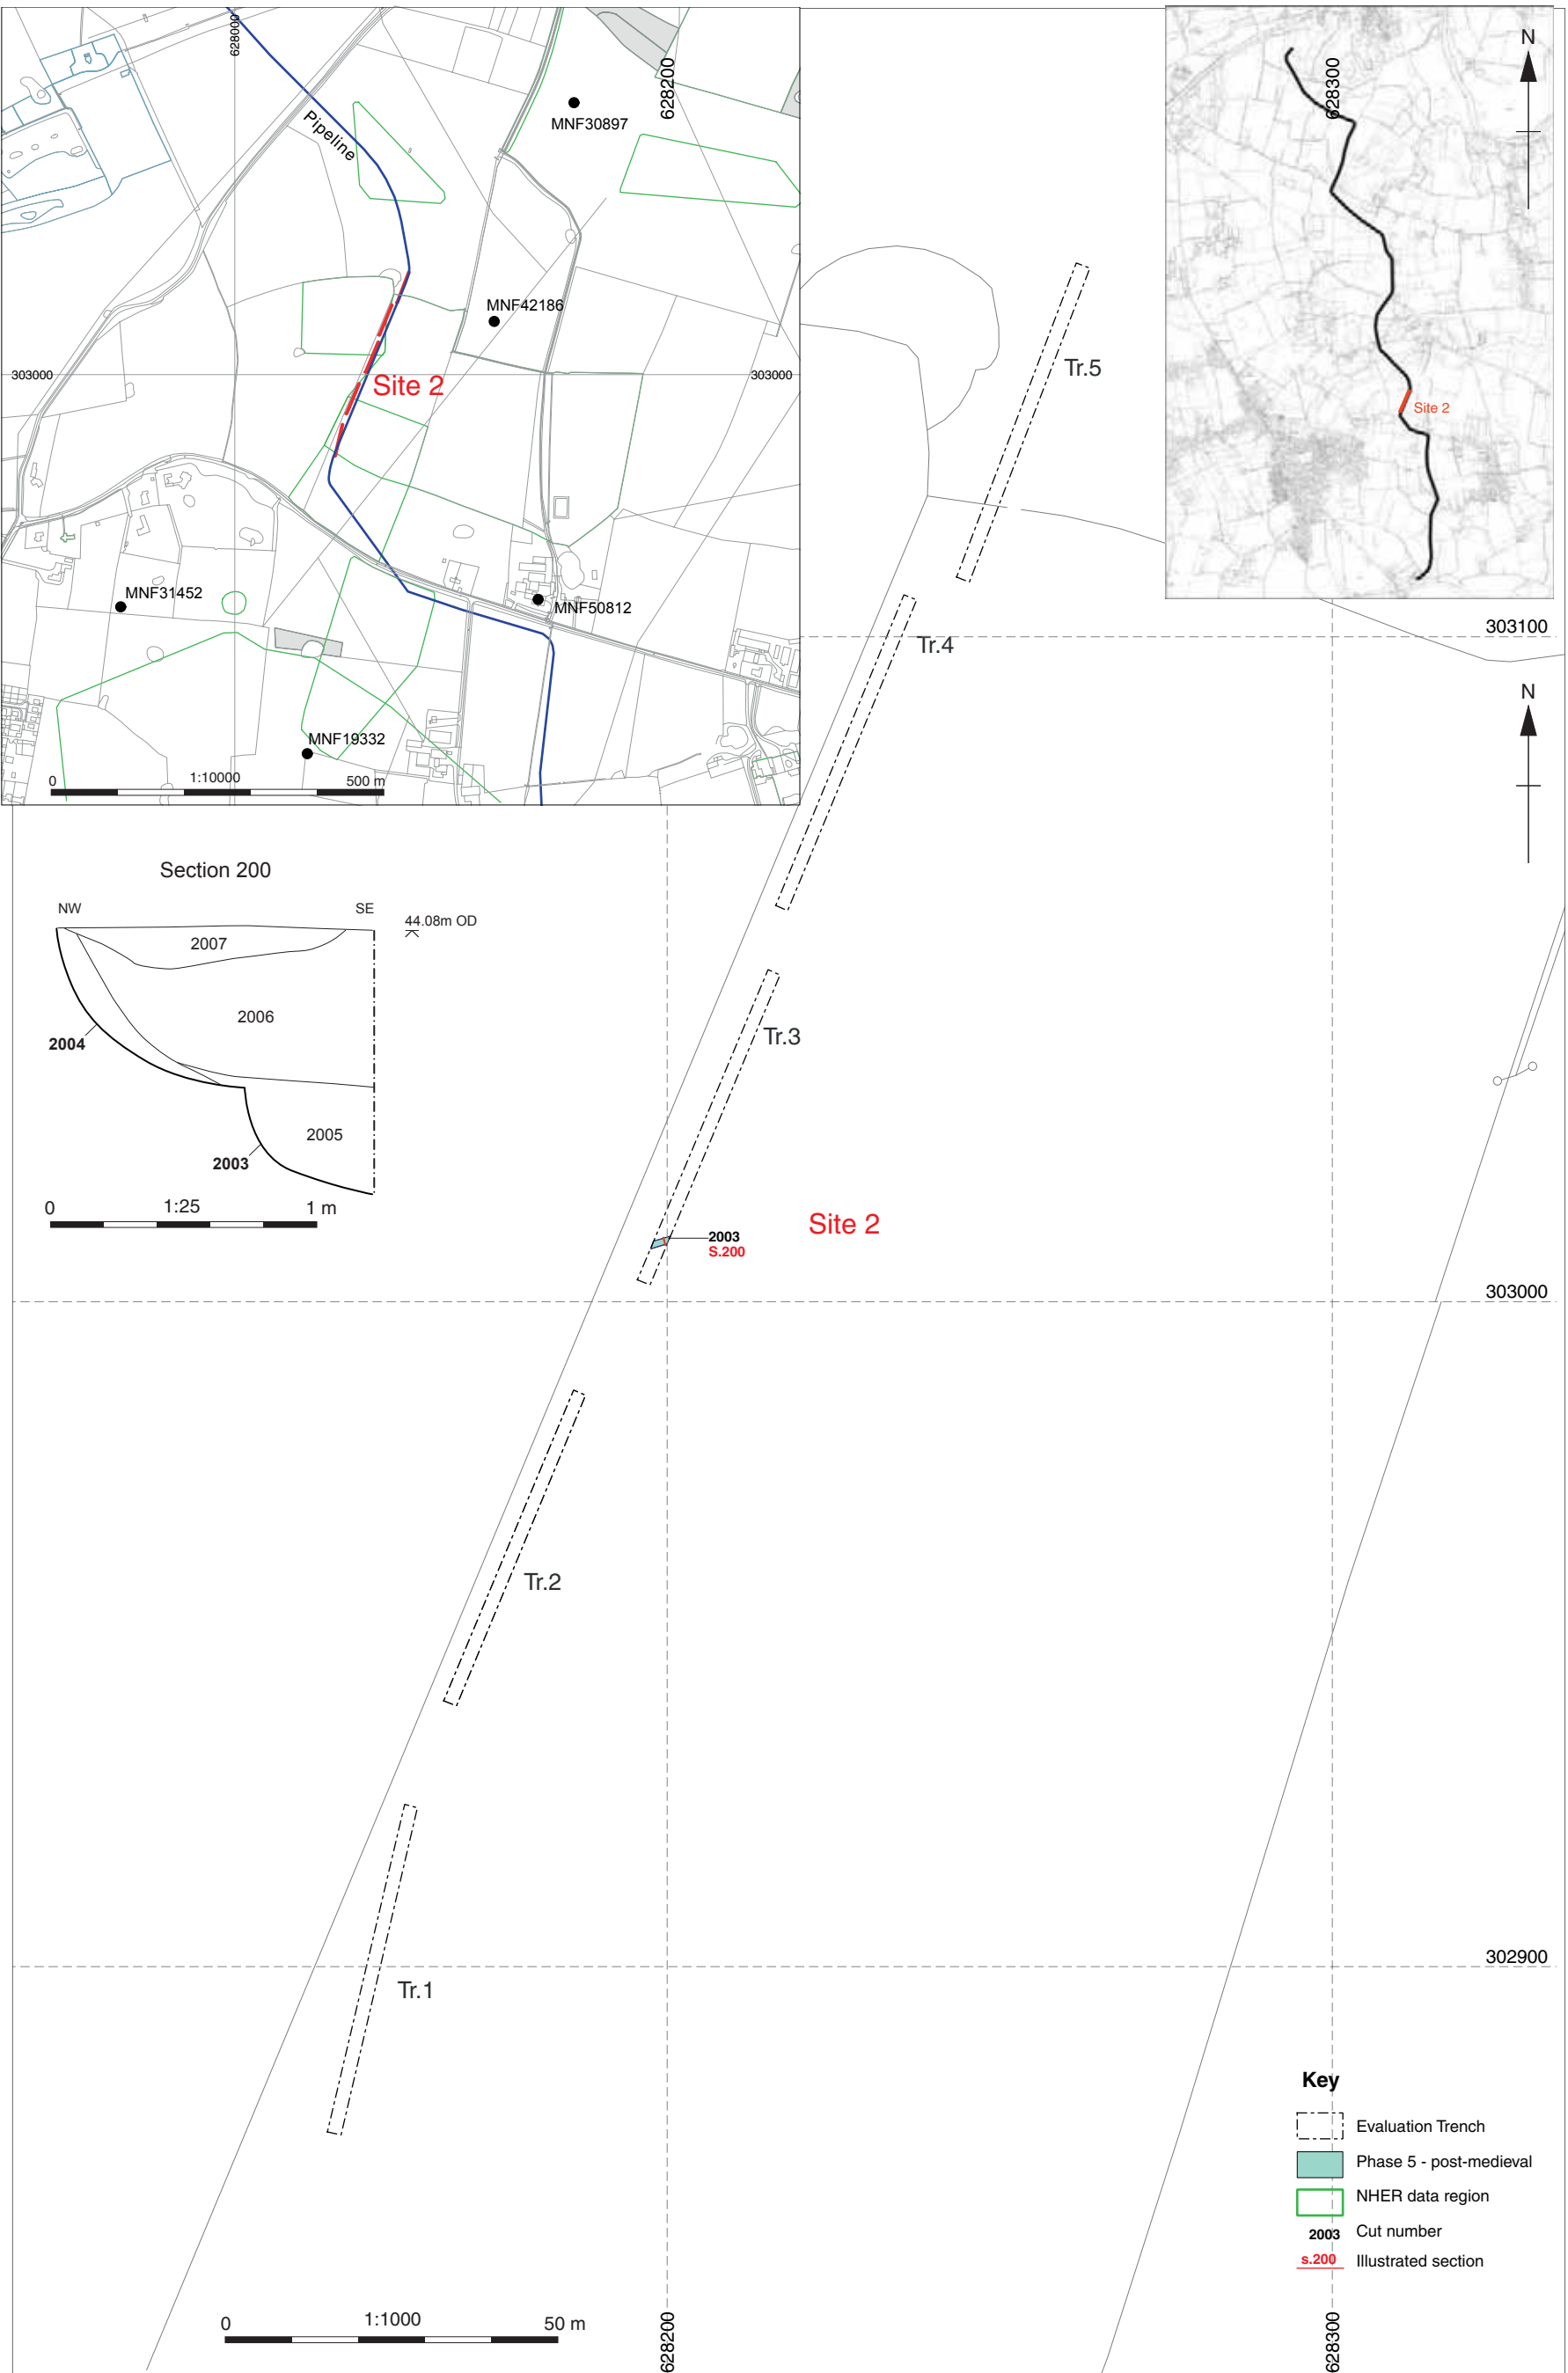 628000
Pipeline
MNF30897
628200
MNF42186
303000
303000
Site 2
MNF31452
MNF50812
MNF19332
0
1:10000
500 m
N
628300
Site 2
Tr.5
303100
Tr.4
N
Section 200
NW
SE
44.08m OD
2007
2006
2004
2005
2003
0
1:25
1 m
Tr.3
2003
S.200
Site 2
303000
Tr.2
302900
Tr.1
Key
Evaluation Trench
Phase 5 - post-medieval
NHER data region
2003 Cut number
s.200 Illustrated section
0
1:1000
50 m
628200
628300